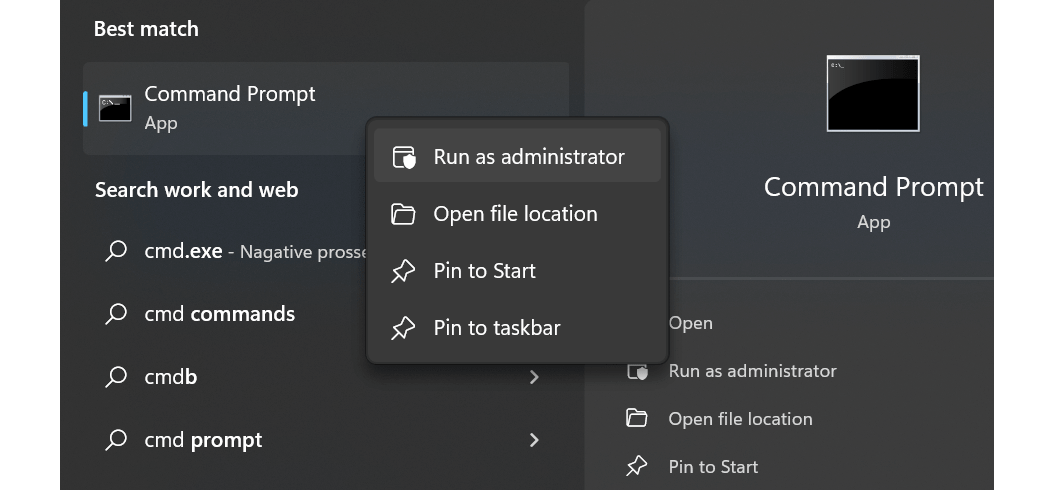 Best match
Command Prompt
App
Search work and web
cmd.exe - Nagative prosse
cmd commands
cmdb
cmd prompt
Run as administrator
Open file location
Pin to Start
Pin to taskbar
Command Prompt
App
Open
Run as administrator
Open file location
Pin to Start